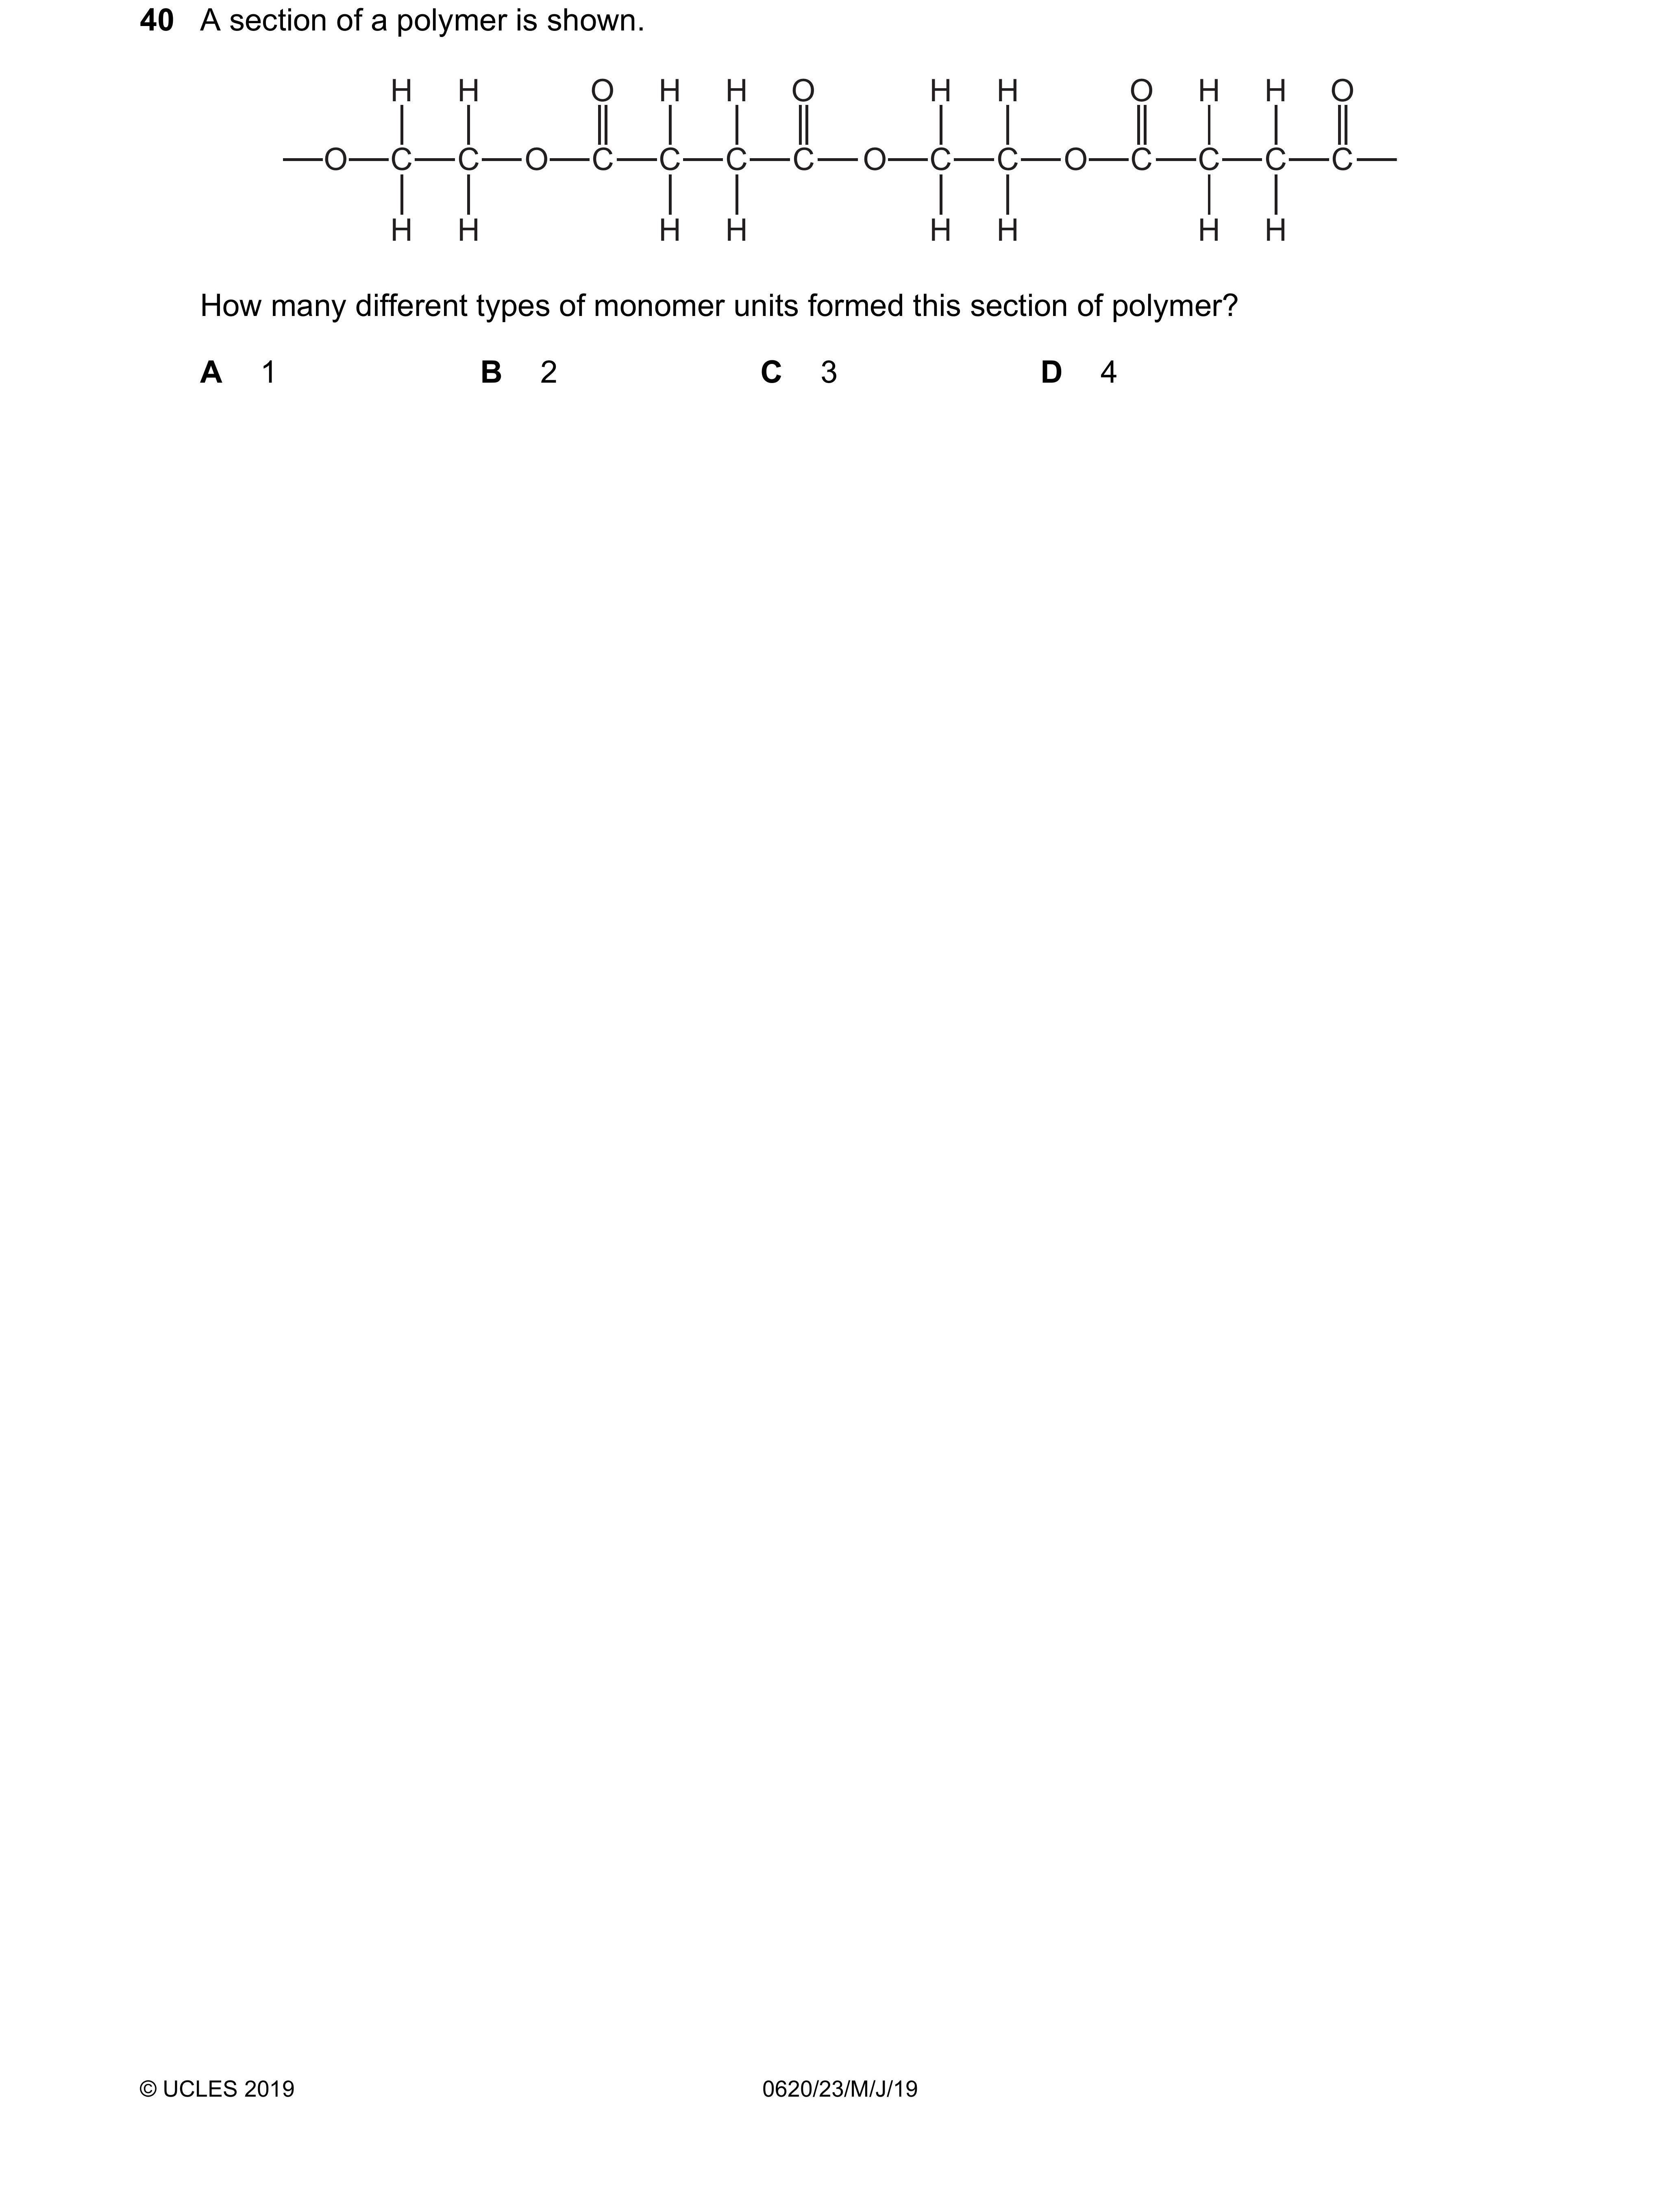 40 A section of a polymer is shown.
H H O H H O H H O H H O
O C C O C C C C O C C O C C C C
H H H H H H H H
How many different types of monomer units formed this section of polymer?
A 1 B 2 C 3 D 4
© UCLES 2019 0620/23/M/J/19